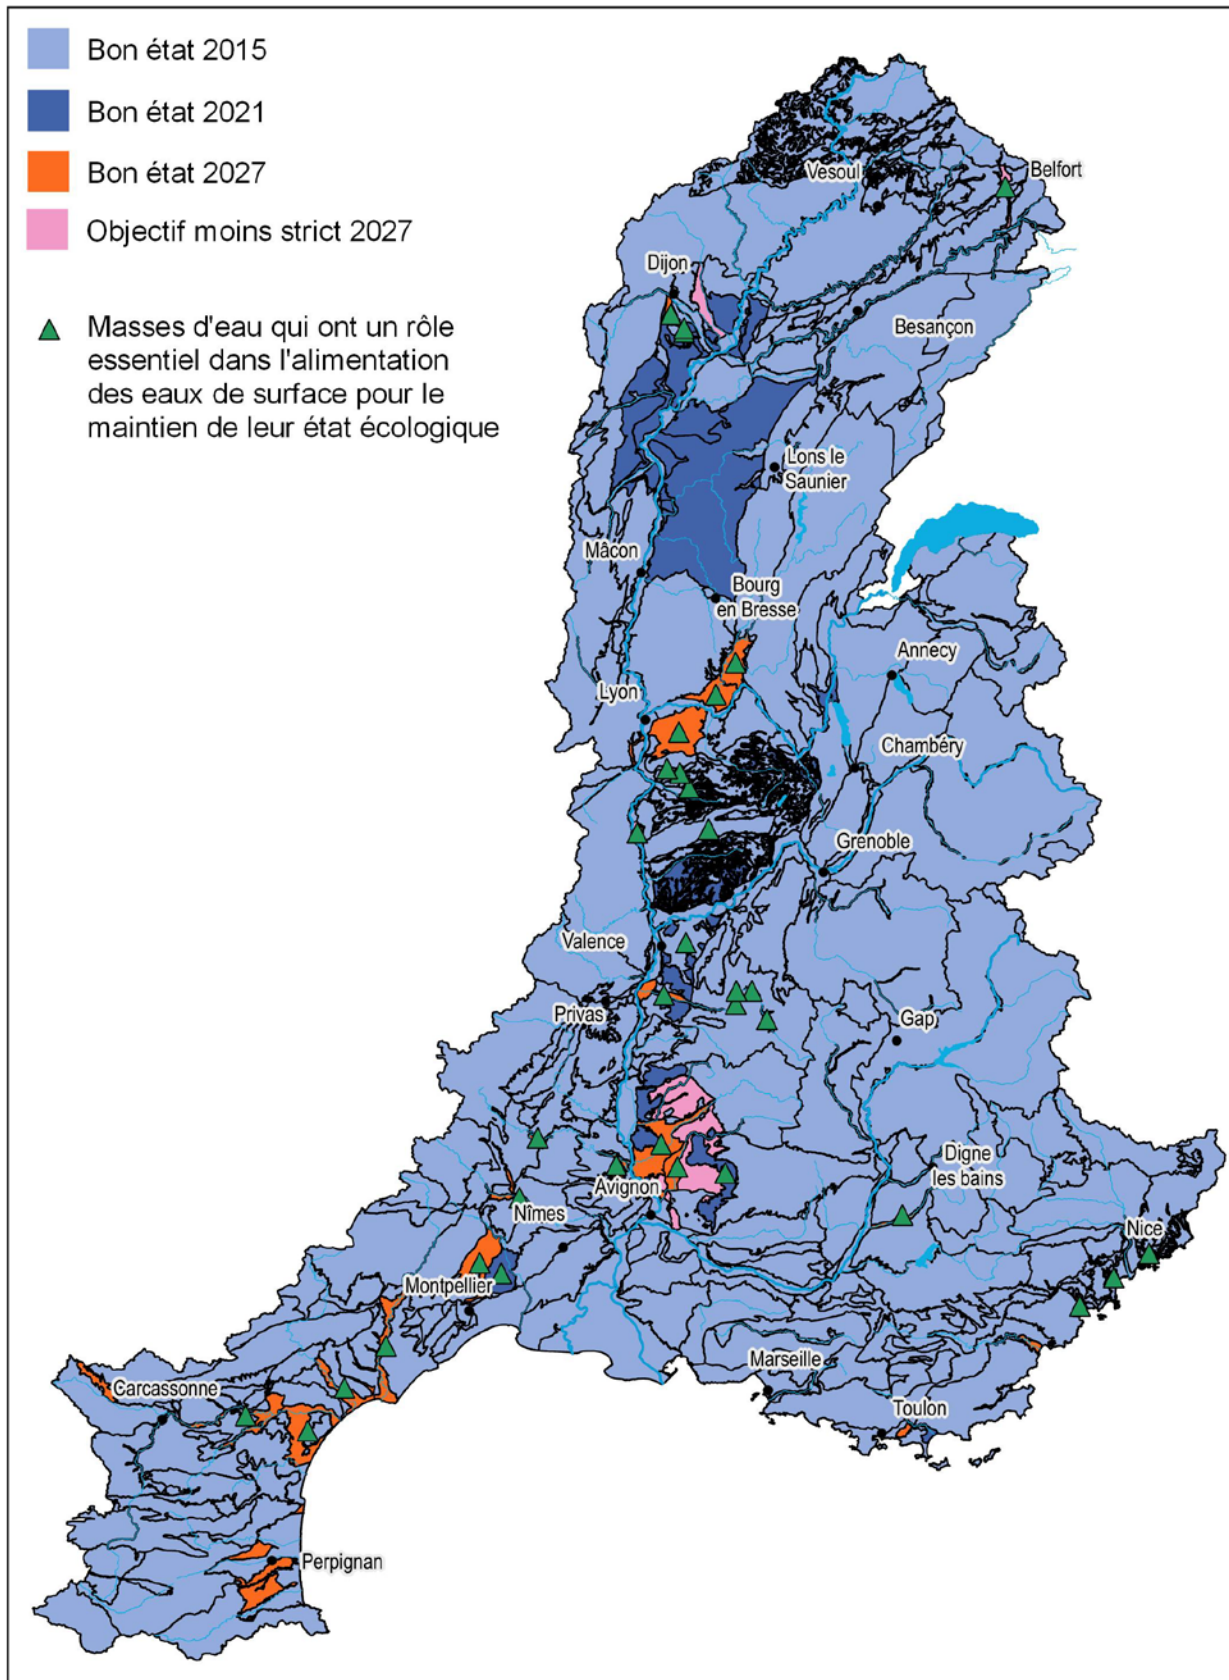 Bon état 2015
Bon état 2021
Bon état 2027
Objectif moins strict 2027
Masses d'eau qui ont un rôle
essentiel dans l'alimentation
des eaux de surface pour le
maintien de leur état écologique
Vesoul
Belfort
Dijon
Besançon
Lons le
Saunier
Mâcon
Bourg
en Bresse
Annecy
Lyon
Chambéry
Grenoble
Valence
Privas
Gap
Digne
les bains
Avignon
Nîmes
Nice
Montpellier
Marseille
Carcassonne
Toulon
Perpignan